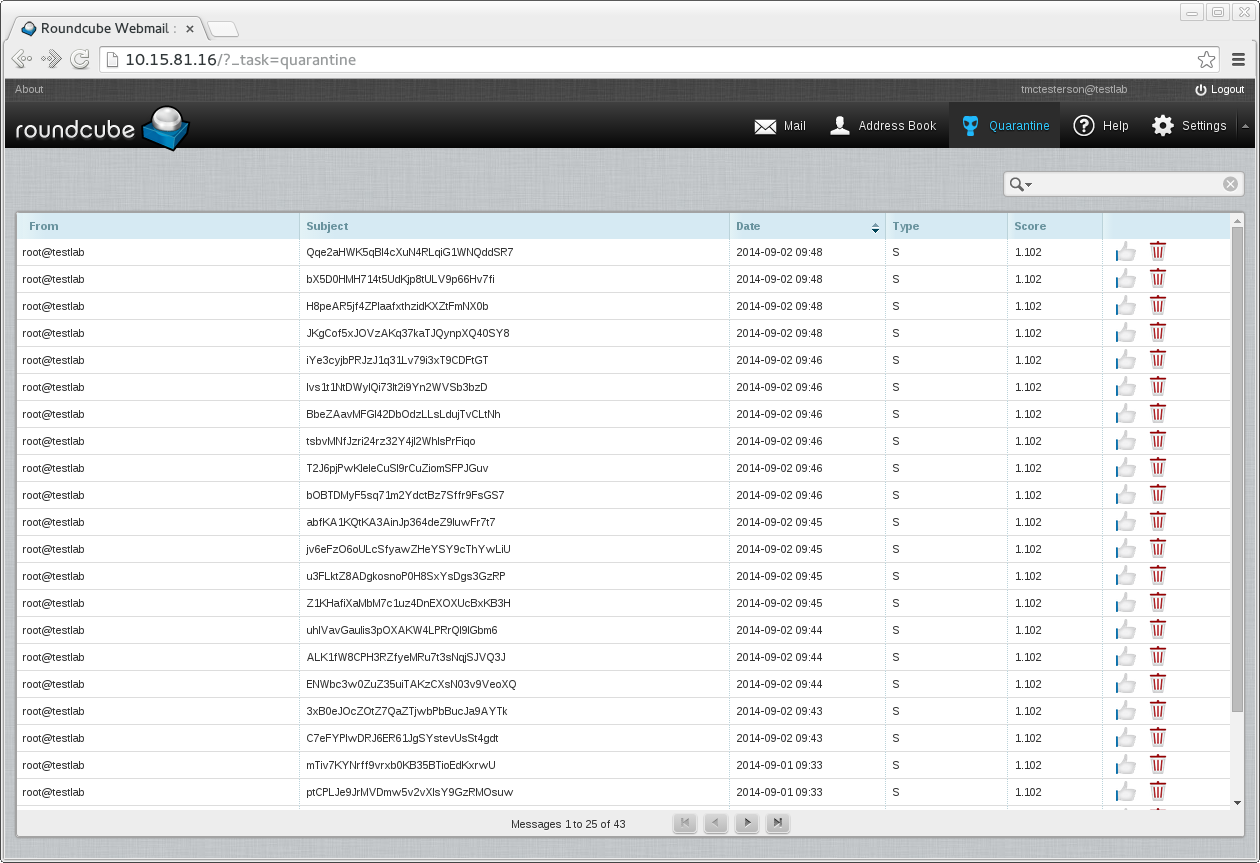 Roundcube Webmail :
10.15.81.16/?_task=quarantine
About tmctesterson@testlab Logout
roundcube Mail Address Book Quarantine Help Settings
From Subject Date Type Score
root@testlab Qqe2aHWK5qBl4cXuN4RLqiG1WNQddSR7 2014-09-02 09:48 S 1.102
root@testlab bX5D0HMH714t5UdKjp8tULV9p66Hv7fi 2014-09-02 09:48 S 1.102
root@testlab H8peAR5jf4ZPlaafxthzidKXZtFmNX0b 2014-09-02 09:48 S 1.102
root@testlab JKgCof5xJOVzAKq37kaTJQynpXQ40SY8 2014-09-02 09:48 S 1.102
root@testlab iYe3cyjbPRJzJ1q31Lv79i3xT9CDFtGT 2014-09-02 09:46 S 1.102
root@testlab lvs1t1NtDWylQi73lt2i9Yn2WVSb3bzD 2014-09-02 09:46 S 1.102
root@testlab BbeZAavMFGl42DbOdzLLsLdujTvCLtNh 2014-09-02 09:46 S 1.102
root@testlab tsbvMNfJzri24rz32Y4jl2WhlsPrFiqo 2014-09-02 09:46 S 1.102
root@testlab T2J6pjPwKleleCuSl9rCuZiomSFPJGuv 2014-09-02 09:46 S 1.102
root@testlab bOBTDMyF5sq71m2YdctBz7Sffr9FsGS7 2014-09-02 09:46 S 1.102
root@testlab abfKA1KQtKA3AinJp364deZ9luwFr7t7 2014-09-02 09:45 S 1.102
root@testlab jv6eFzO6oULcSfyawZHeYSY9cThYwLiU 2014-09-02 09:45 S 1.102
root@testlab u3FLktZ8ADgkosnoP0H8SxYsDgs3GzRP 2014-09-02 09:45 S 1.102
root@testlab Z1KHafiXaMbM7c1uz4DnEXOXUcBxKB3H 2014-09-02 09:45 S 1.102
root@testlab uhlVavGaulis3pOXAKW4LPRrQl9lGbm6 2014-09-02 09:44 S 1.102
root@testlab ALK1fW8CPH3RZfyeMRu7t3sNqjSJVQ3J 2014-09-02 09:44 S 1.102
root@testlab ENWbc3w0ZuZ35uiTAKzCXsN03v9VeoXQ 2014-09-02 09:44 S 1.102
root@testlab 3xB0eJOcZOtZ7QaZTjwbPbBucJa9AYTk 2014-09-02 09:43 S 1.102
root@testlab C7eFYPlwDRJ6ER61JgSYstevUsSt4gdt 2014-09-02 09:43 S 1.102
root@testlab mTiv7KYNrff9vrxb0KB35BTioEdKxrwU 2014-09-01 09:33 S 1.102
root@testlab ptCPLJe9JrMVDmw5v2vXlsY9GzRMOsuw 2014-09-01 09:33 S 1.102
Messages 1 to 25 of 43